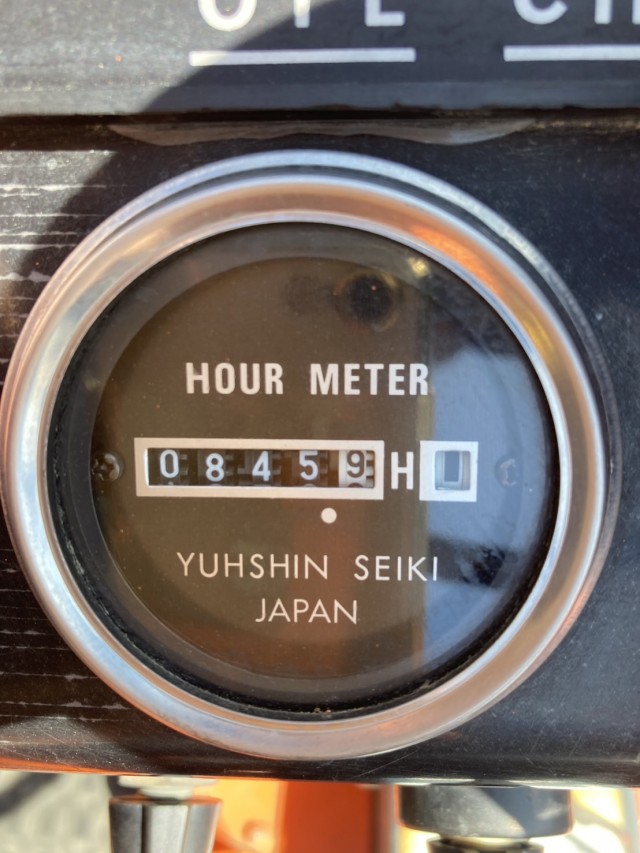 HOUR METER
08459 H
YUHSHIN SEIKI
JAPAN